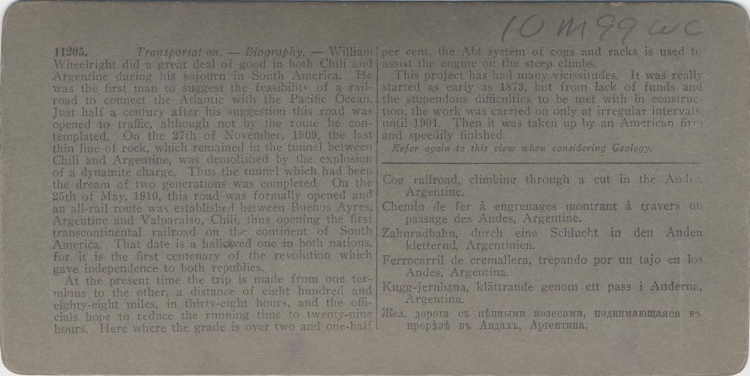 10 M 99 WC
11205. Transportation. — Biography. — William
Wheelright did a great deal of good in both Chili and
Argentine during his sojourn in South America. He
was the first man to suggest the feasibility of a rail-
road to connect the Atlantic with the Pacific Ocean.
Just half a century after his suggestion this road was
opened to traffic, although not by the route he con-
templated. On the 27th of November, 1909, the last
thin line of rock, which remained in the tunnel between
Chili and Argentine, was demolished by the explosion
of a dynamite charge. Thus the tunnel which had been
the dream of two generations was completed. On the
25th of May, 1910, this road was formally opened and
an all-rail route was established between Buenos Ayres,
Argentine and Valparaiso, Chili, thus opening the first
transcontinental railroad on the continent of South
America. That date is a hallowed one in both nations,
for it is the first centenary of the revolution which
gave independence to both republics.
At the present time the trip is made from one ter-
minus to the other, a distance of eight hundred and
eighty-eight miles, in thirty-eight hours, and the offi-
cials hope to reduce the running time to twenty-nine
hours. Here where the grade is over two and one-half
per cent. the Abt system of cogs and racks is used to
assist the engine on the steep climbs.
This project has had many vicissitudes. It was really
started as early as 1873, but from lack of funds and
the stupendous difficulties to be met with in construc-
tion, the work was carried on only at irregular intervals,
until 1901. Then it was taken up by an American firm
and speedily finished.
Refer again to this view when considering Geology.
Cog railroad, climbing through a cut in the Andes,
Argentine.
Chemin de fer à engrenages montrant à travers un
passage des Andes, Argentine.
Zahnradbahn, durch eine Schlucht in den Anden
kletternd, Argentinien.
Ferrocarril de cremallera, trepando por un tajo en los
Andes, Argentina.
Kugg-jernbana, klättrande genom ett pass i Anderna,
Argentina.
Жел. дорога съ цѣпными колесами, подвимающаяся въ
прорѣзѣ въ Андахъ, Аргентина.